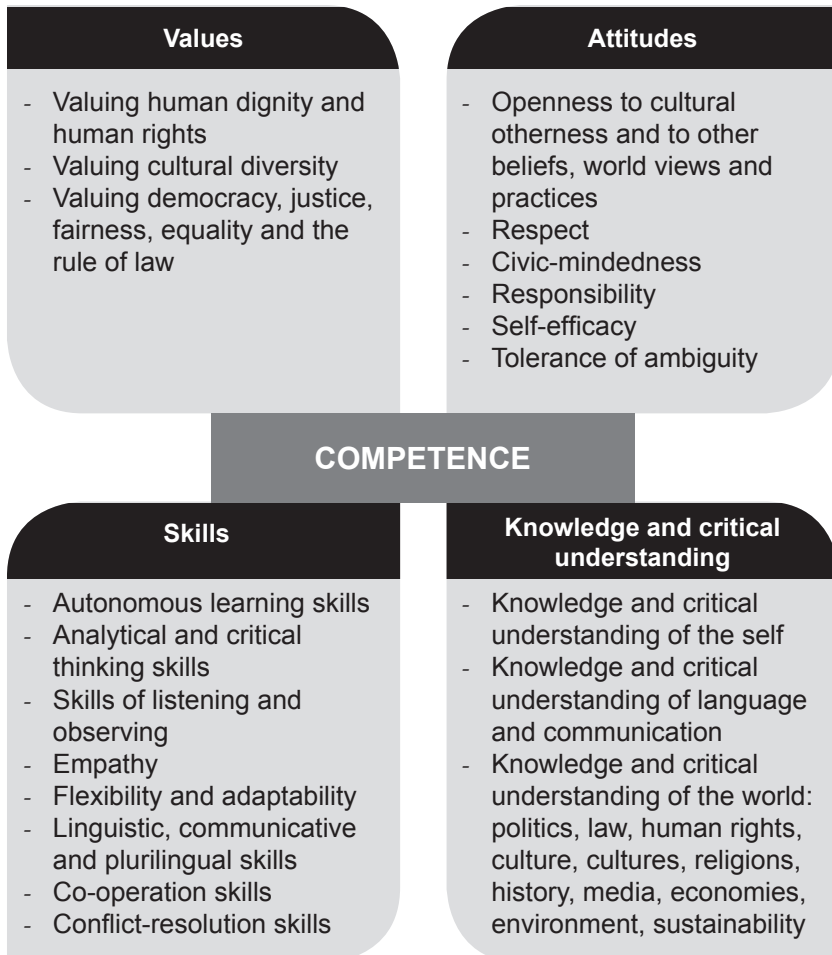 Values
- Valuing human dignity and
human rights
- Valuing cultural diversity
- Valuing democracy, justice,
fairness, equality and the
rule of law
Attitudes
- Openness to cultural
otherness and to other
beliefs, world views and
practices
- Respect
- Civic-mindedness
- Responsibility
- Self-efficacy
- Tolerance of ambiguity
COMPETENCE
Skills
- Autonomous learning skills
- Analytical and critical
thinking skills
- Skills of listening and
observing
- Empathy
- Flexibility and adaptability
- Linguistic, communicative
and plurilingual skills
- Co-operation skills
- Conflict-resolution skills
Knowledge and critical
understanding
- Knowledge and critical
understanding of the self
- Knowledge and critical
understanding of language
and communication
- Knowledge and critical
understanding of the world:
politics, law, human rights,
culture, cultures, religions,
history, media, economies,
environment, sustainability